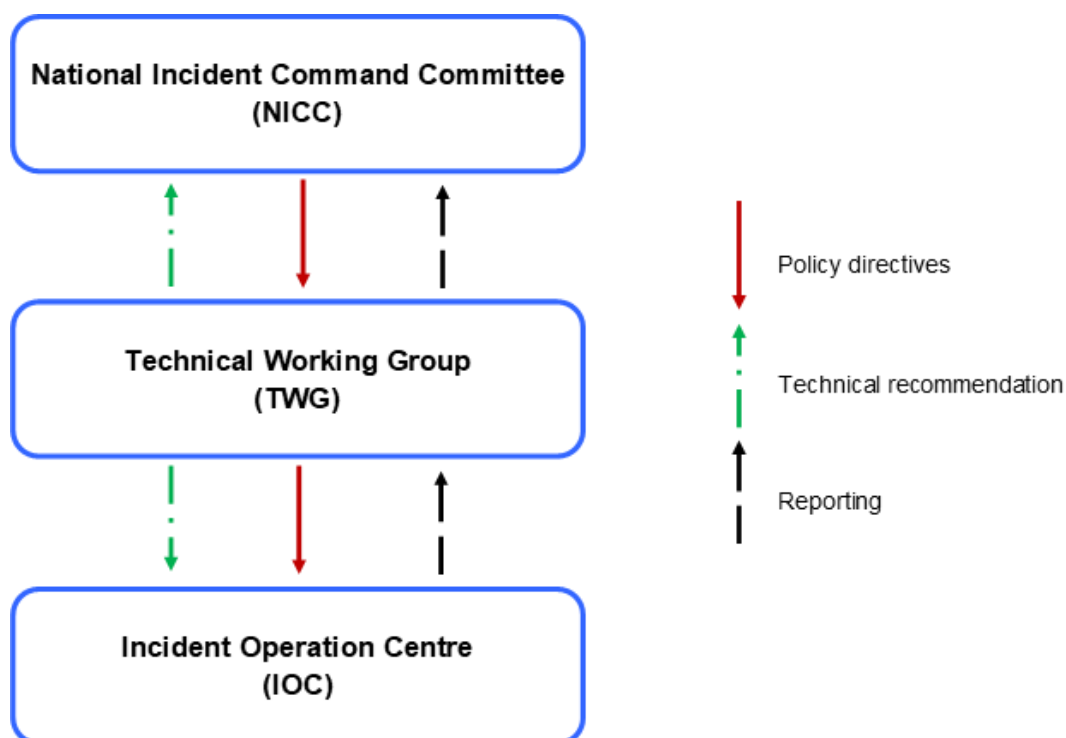 National Incident Command Committee
(NICC)
Policy directives
Technical Working Group
(TWG)
Technical recommendation
Reporting
Incident Operation Centre
(IOC)